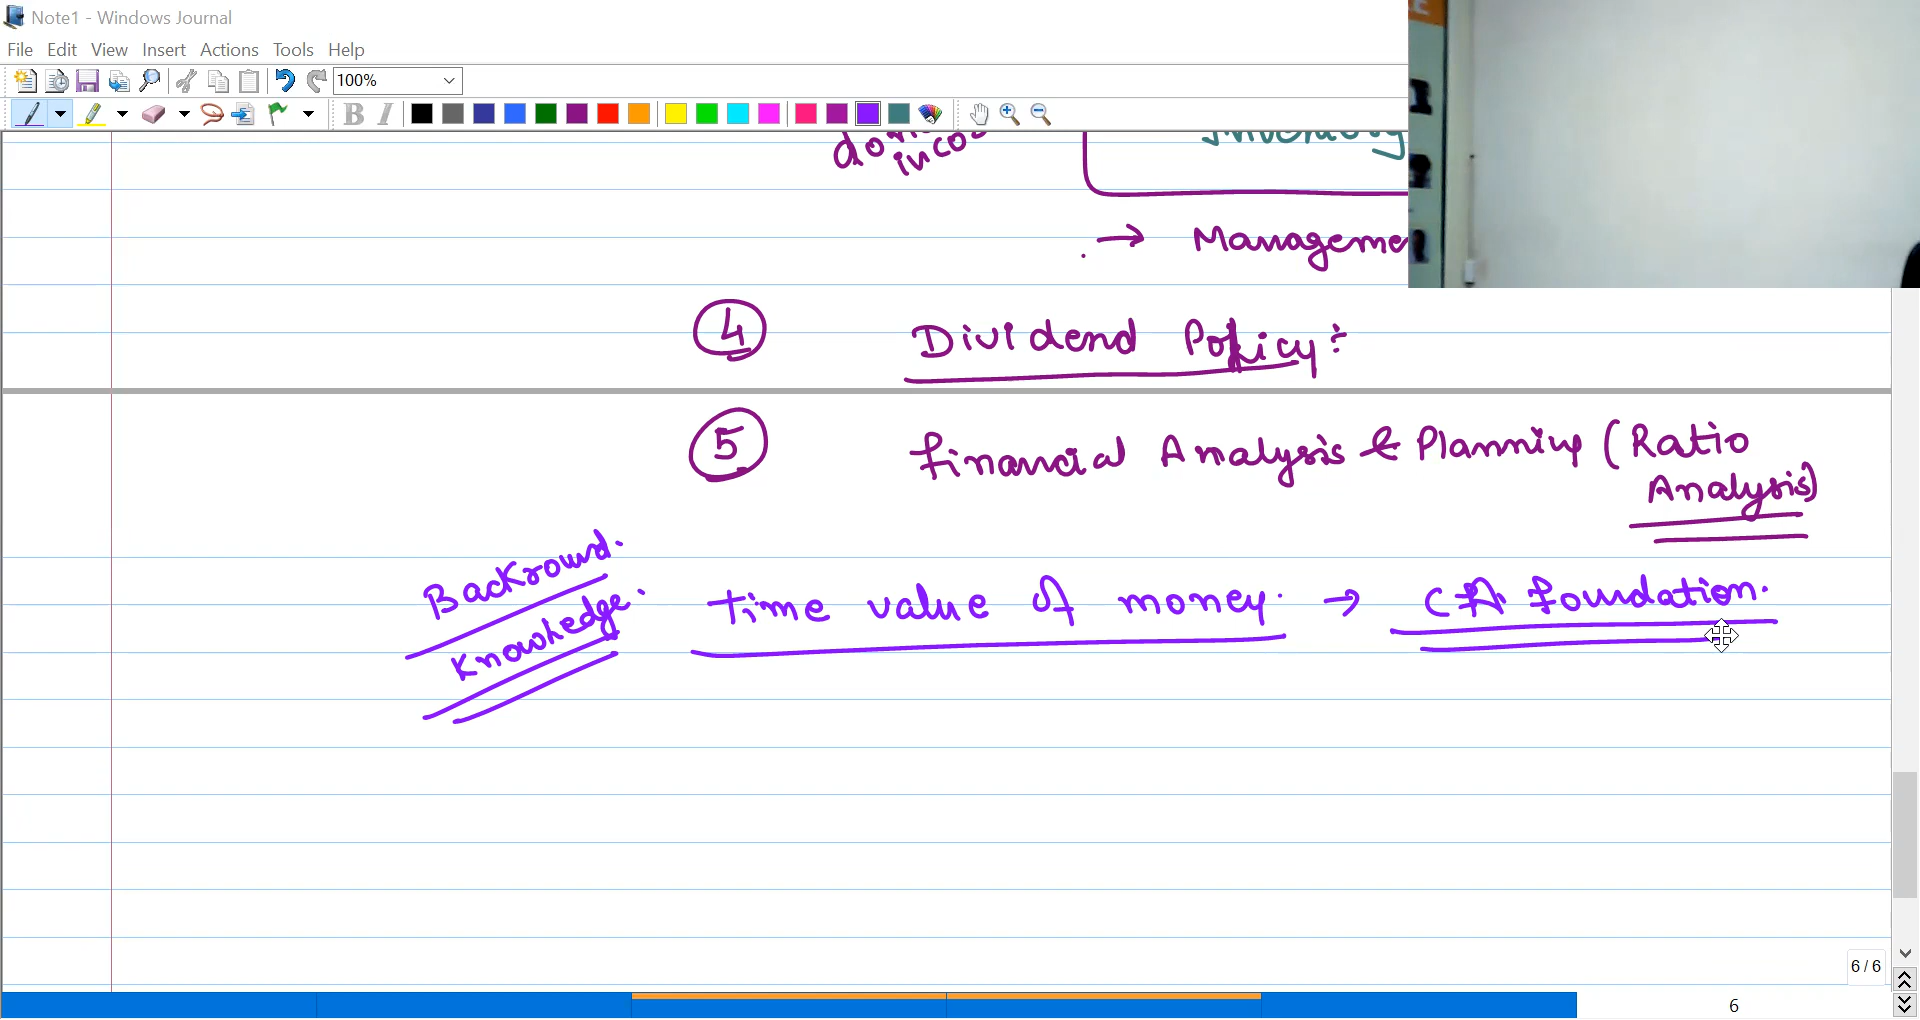 Note1 - Windows Journal
File Edit View Insert Actions Tools Help
100%
B I
→ Manageme
4 Dividend Policy:
5 Financial Analysis & Planning (Ratio
Analysis)
Backround.
Knowledge.
time value of money. → CA foundation.
6 / 6
6